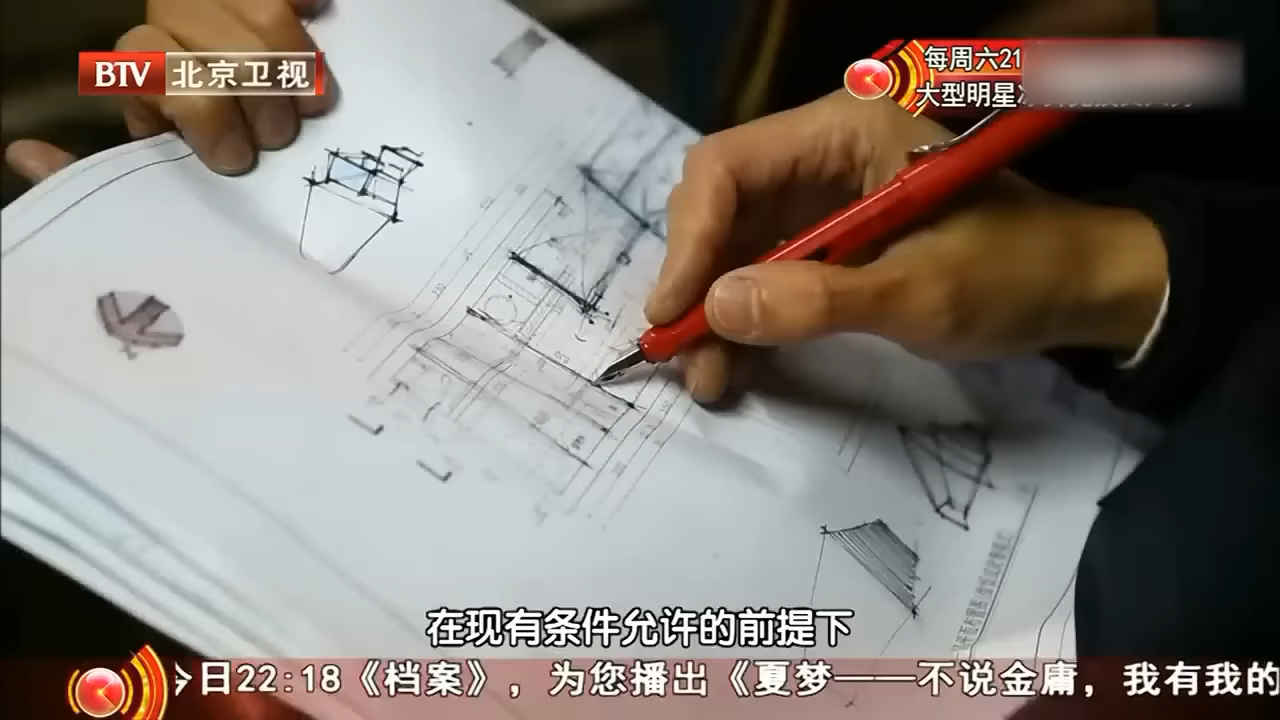 BTV 北京卫视
每周六21
大型明星
在现有条件允许的前提下
今日22:18《档案》，为您播出《夏梦——不说金庸，我有我的